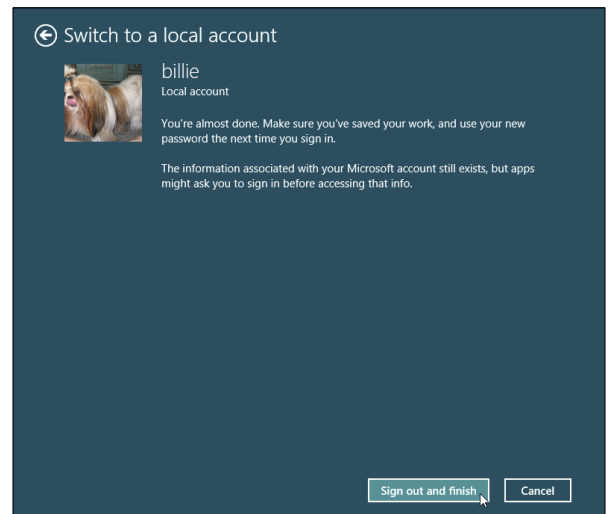 Switch to a local account
billie
Local account
You're almost done. Make sure you've saved your work, and use your new
password the next time you sign in.
The information associated with your Microsoft account still exists, but apps
might ask you to sign in before accessing that info.
Sign out and finish
Cancel